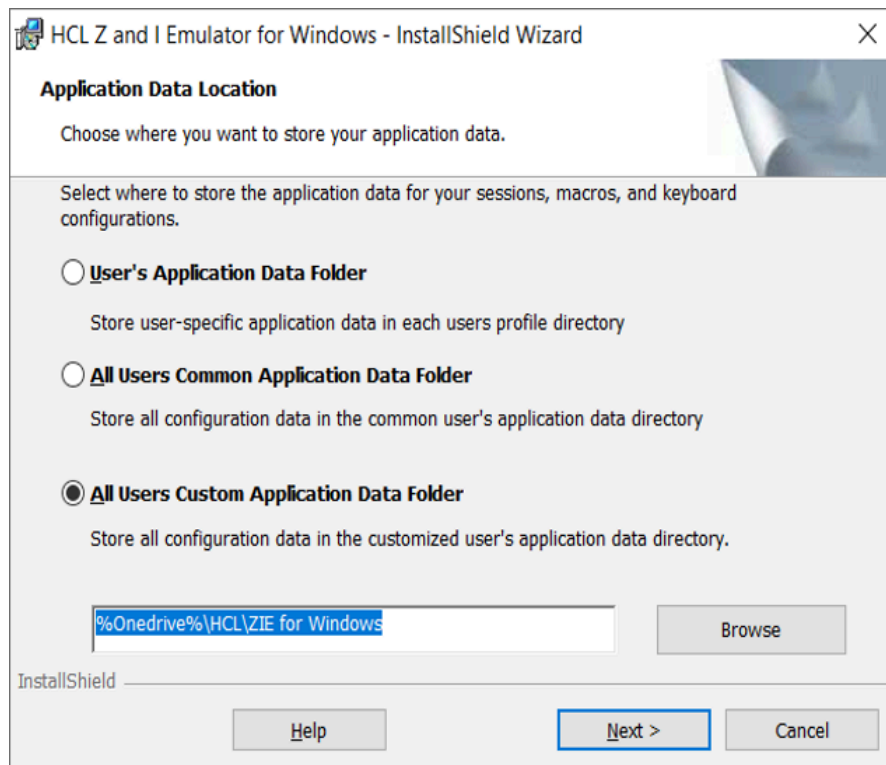 HCL Z and I Emulator for Windows - InstallShield Wizard
Application Data Location
Choose where you want to store your application data.
Select where to store the application data for your sessions, macros, and keyboard
configurations.
User's Application Data Folder
Store user-specific application data in each users profile directory
All Users Common Application Data Folder
Store all configuration data in the common user's application data directory
All Users Custom Application Data Folder
Store all configuration data in the customized user's application data directory.
%Onedrive%\HCL\ZIE for Windows
Browse
InstallShield
Help
Next >
Cancel